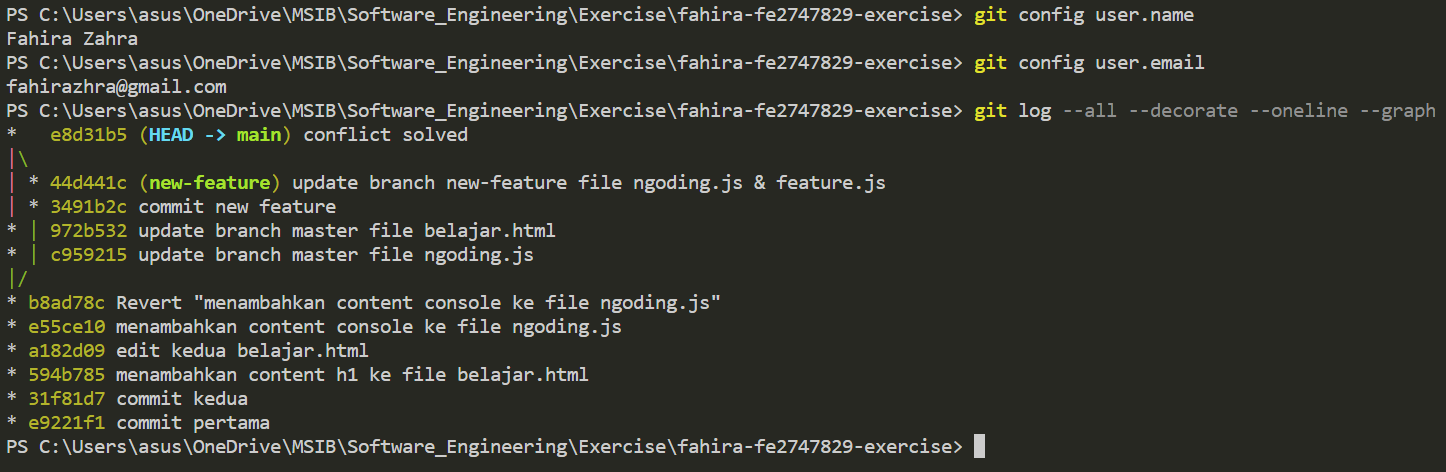 PS C:\Users\asus\OneDrive\MSIB\Software_Engineering\Exercise\fahira-fe2747829-exercise> git config user.name
Fahira Zahra
PS C:\Users\asus\OneDrive\MSIB\Software_Engineering\Exercise\fahira-fe2747829-exercise> git config user.email
fahirazhra@gmail.com
PS C:\Users\asus\OneDrive\MSIB\Software_Engineering\Exercise\fahira-fe2747829-exercise> git log --all --decorate --oneline --graph
*   e8d31b5 (HEAD -> main) conflict solved
|\
| * 44d441c (new-feature) update branch new-feature file ngoding.js & feature.js
| * 3491b2c commit new feature
* | 972b532 update branch master file belajar.html
* | c959215 update branch master file ngoding.js
|/
* b8ad78c Revert "menambahkan content console ke file ngoding.js"
* e55ce10 menambahkan content console ke file ngoding.js
* a182d09 edit kedua belajar.html
* 594b785 menambahkan content h1 ke file belajar.html
* 31f81d7 commit kedua
* e9221f1 commit pertama
PS C:\Users\asus\OneDrive\MSIB\Software_Engineering\Exercise\fahira-fe2747829-exercise>